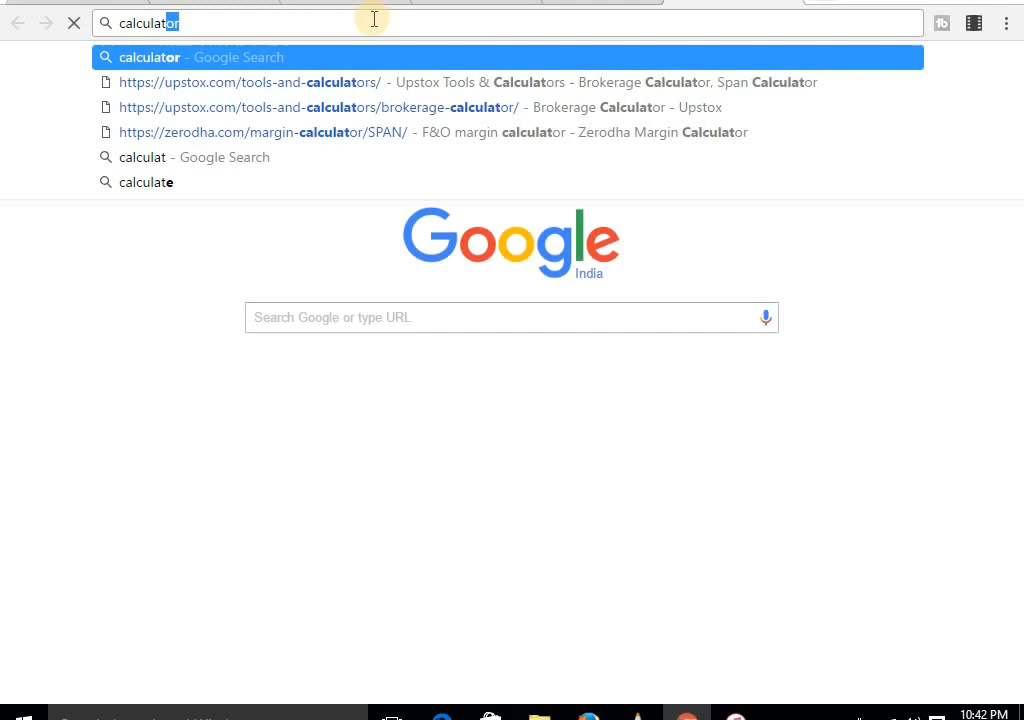 calculator
calculator - Google Search
https://upstox.com/tools-and-calculators/ - Upstox Tools & Calculators - Brokerage Calculator, Span Calculator
https://upstox.com/tools-and-calculators/brokerage-calculator/ - Brokerage Calculator - Upstox
https://zerodha.com/margin-calculator/SPAN/ - F&O margin calculator - Zerodha Margin Calculator
calculat - Google Search
calculate
Google
India
Search Google or type URL
10:42 PM